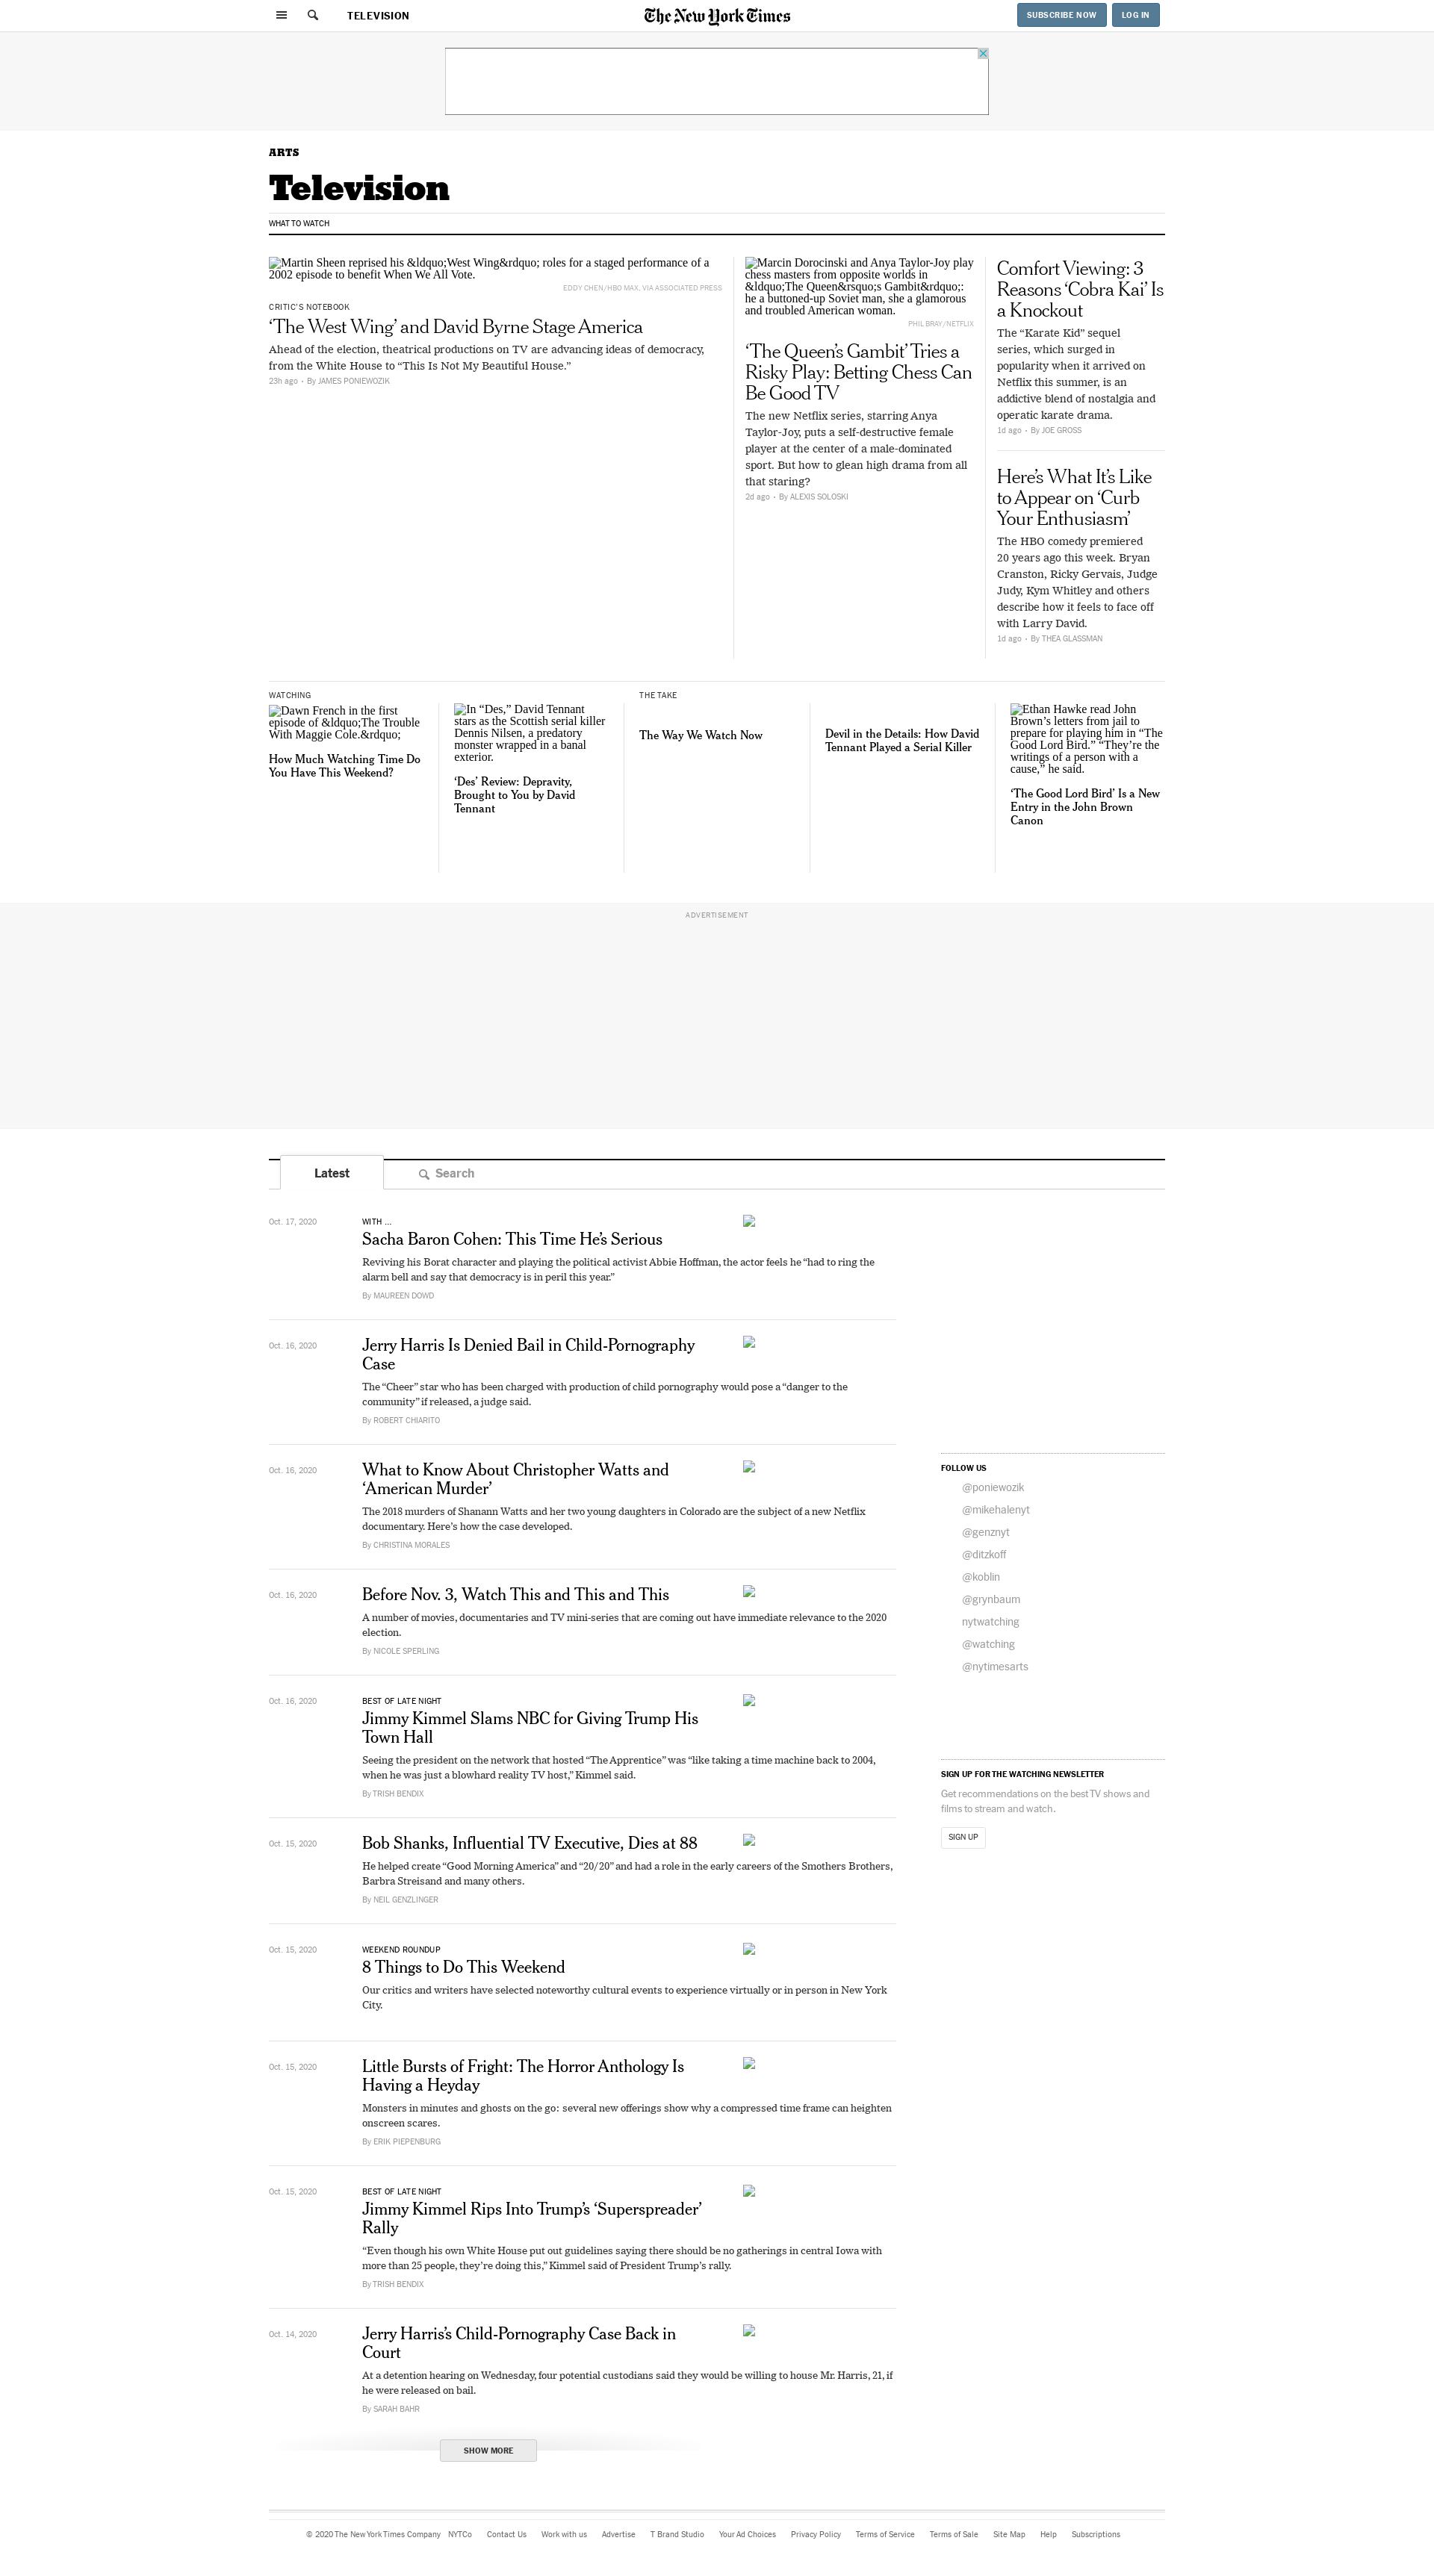 TELEVISION
The New York Times
SUBSCRIBE NOW
LOG IN
ARTS
Television
WHAT TO WATCH
Martin Sheen reprised his &ldquo;West Wing&rdquo; roles for a staged performance of a
2002 episode to benefit When We All Vote.
EDDY CHEN/HBO MAX, VIA ASSOCIATED PRESS
CRITIC'S NOTEBOOK
‘The West Wing’ and David Byrne Stage America
Ahead of the election, theatrical productions on TV are advancing ideas of democracy,
from the White House to “This Is Not My Beautiful House.”
23h ago • By JAMES PONIEWOZIK
Marcin Dorocinski and Anya Taylor-Joy play
chess masters from opposite worlds in
&ldquo;The Queen&rsquo;s Gambit&rdquo;:
he a buttoned-up Soviet man, she a glamorous
and troubled American woman.
PHIL BRAY/NETFLIX
‘The Queen’s Gambit’ Tries a
Risky Play: Betting Chess Can
Be Good TV
The new Netflix series, starring Anya
Taylor-Joy, puts a self-destructive female
player at the center of a male-dominated
sport. But how to glean high drama from all
that staring?
2d ago • By ALEXIS SOLOSKI
Comfort Viewing: 3
Reasons ‘Cobra Kai’ Is
a Knockout
The “Karate Kid” sequel
series, which surged in
popularity when it arrived on
Netflix this summer, is an
addictive blend of nostalgia and
operatic karate drama.
1d ago • By JOE GROSS
Here’s What It’s Like
to Appear on ‘Curb
Your Enthusiasm’
The HBO comedy premiered
20 years ago this week. Bryan
Cranston, Ricky Gervais, Judge
Judy, Kym Whitley and others
describe how it feels to face off
with Larry David.
1d ago • By THEA GLASSMAN
WATCHING
Dawn French in the first
episode of &ldquo;The Trouble
With Maggie Cole.&rdquo;
How Much Watching Time Do
You Have This Weekend?
In “Des,” David Tennant
stars as the Scottish serial killer
Dennis Nilsen, a predatory
monster wrapped in a banal
exterior.
‘Des’ Review: Depravity,
Brought to You by David
Tennant
THE TAKE
The Way We Watch Now
Devil in the Details: How David
Tennant Played a Serial Killer
Ethan Hawke read John
Brown’s letters from jail to
prepare for playing him in “The
Good Lord Bird.” “They’re the
writings of a person with a
cause,” he said.
‘The Good Lord Bird’ Is a New
Entry in the John Brown
Canon
ADVERTISEMENT
Latest
Search
Oct. 17, 2020
WITH ...
Sacha Baron Cohen: This Time He’s Serious
Reviving his Borat character and playing the political activist Abbie Hoffman, the actor feels he “had to ring the
alarm bell and say that democracy is in peril this year.”
By MAUREEN DOWD
Oct. 16, 2020
Jerry Harris Is Denied Bail in Child-Pornography
Case
The “Cheer” star who has been charged with production of child pornography would pose a “danger to the
community” if released, a judge said.
By ROBERT CHIARITO
Oct. 16, 2020
What to Know About Christopher Watts and
‘American Murder’
The 2018 murders of Shanann Watts and her two young daughters in Colorado are the subject of a new Netflix
documentary. Here’s how the case developed.
By CHRISTINA MORALES
Oct. 16, 2020
Before Nov. 3, Watch This and This and This
A number of movies, documentaries and TV mini-series that are coming out have immediate relevance to the 2020
election.
By NICOLE SPERLING
Oct. 16, 2020
BEST OF LATE NIGHT
Jimmy Kimmel Slams NBC for Giving Trump His
Town Hall
Seeing the president on the network that hosted “The Apprentice” was “like taking a time machine back to 2004,
when he was just a blowhard reality TV host,” Kimmel said.
By TRISH BENDIX
Oct. 15, 2020
Bob Shanks, Influential TV Executive, Dies at 88
He helped create “Good Morning America” and “20/20” and had a role in the early careers of the Smothers Brothers,
Barbra Streisand and many others.
By NEIL GENZLINGER
Oct. 15, 2020
WEEKEND ROUNDUP
8 Things to Do This Weekend
Our critics and writers have selected noteworthy cultural events to experience virtually or in person in New York
City.
Oct. 15, 2020
Little Bursts of Fright: The Horror Anthology Is
Having a Heyday
Monsters in minutes and ghosts on the go: several new offerings show why a compressed time frame can heighten
onscreen scares.
By ERIK PIEPENBURG
Oct. 15, 2020
BEST OF LATE NIGHT
Jimmy Kimmel Rips Into Trump’s ‘Superspreader’
Rally
“Even though his own White House put out guidelines saying there should be no gatherings in central Iowa with
more than 25 people, they’re doing this,” Kimmel said of President Trump’s rally.
By TRISH BENDIX
Oct. 14, 2020
Jerry Harris’s Child-Pornography Case Back in
Court
At a detention hearing on Wednesday, four potential custodians said they would be willing to house Mr. Harris, 21, if
he were released on bail.
By SARAH BAHR
SHOW MORE
FOLLOW US
@poniewozik
@mikehalenyt
@genznyt
@ditzkoff
@koblin
@grynbaum
nytwatching
@watching
@nytimesarts
SIGN UP FOR THE WATCHING NEWSLETTER
Get recommendations on the best TV shows and
films to stream and watch.
SIGN UP
© 2020 The New York Times Company NYTCo Contact Us Work with us Advertise T Brand Studio Your Ad Choices Privacy Policy Terms of Service Terms of Sale Site Map Help Subscriptions